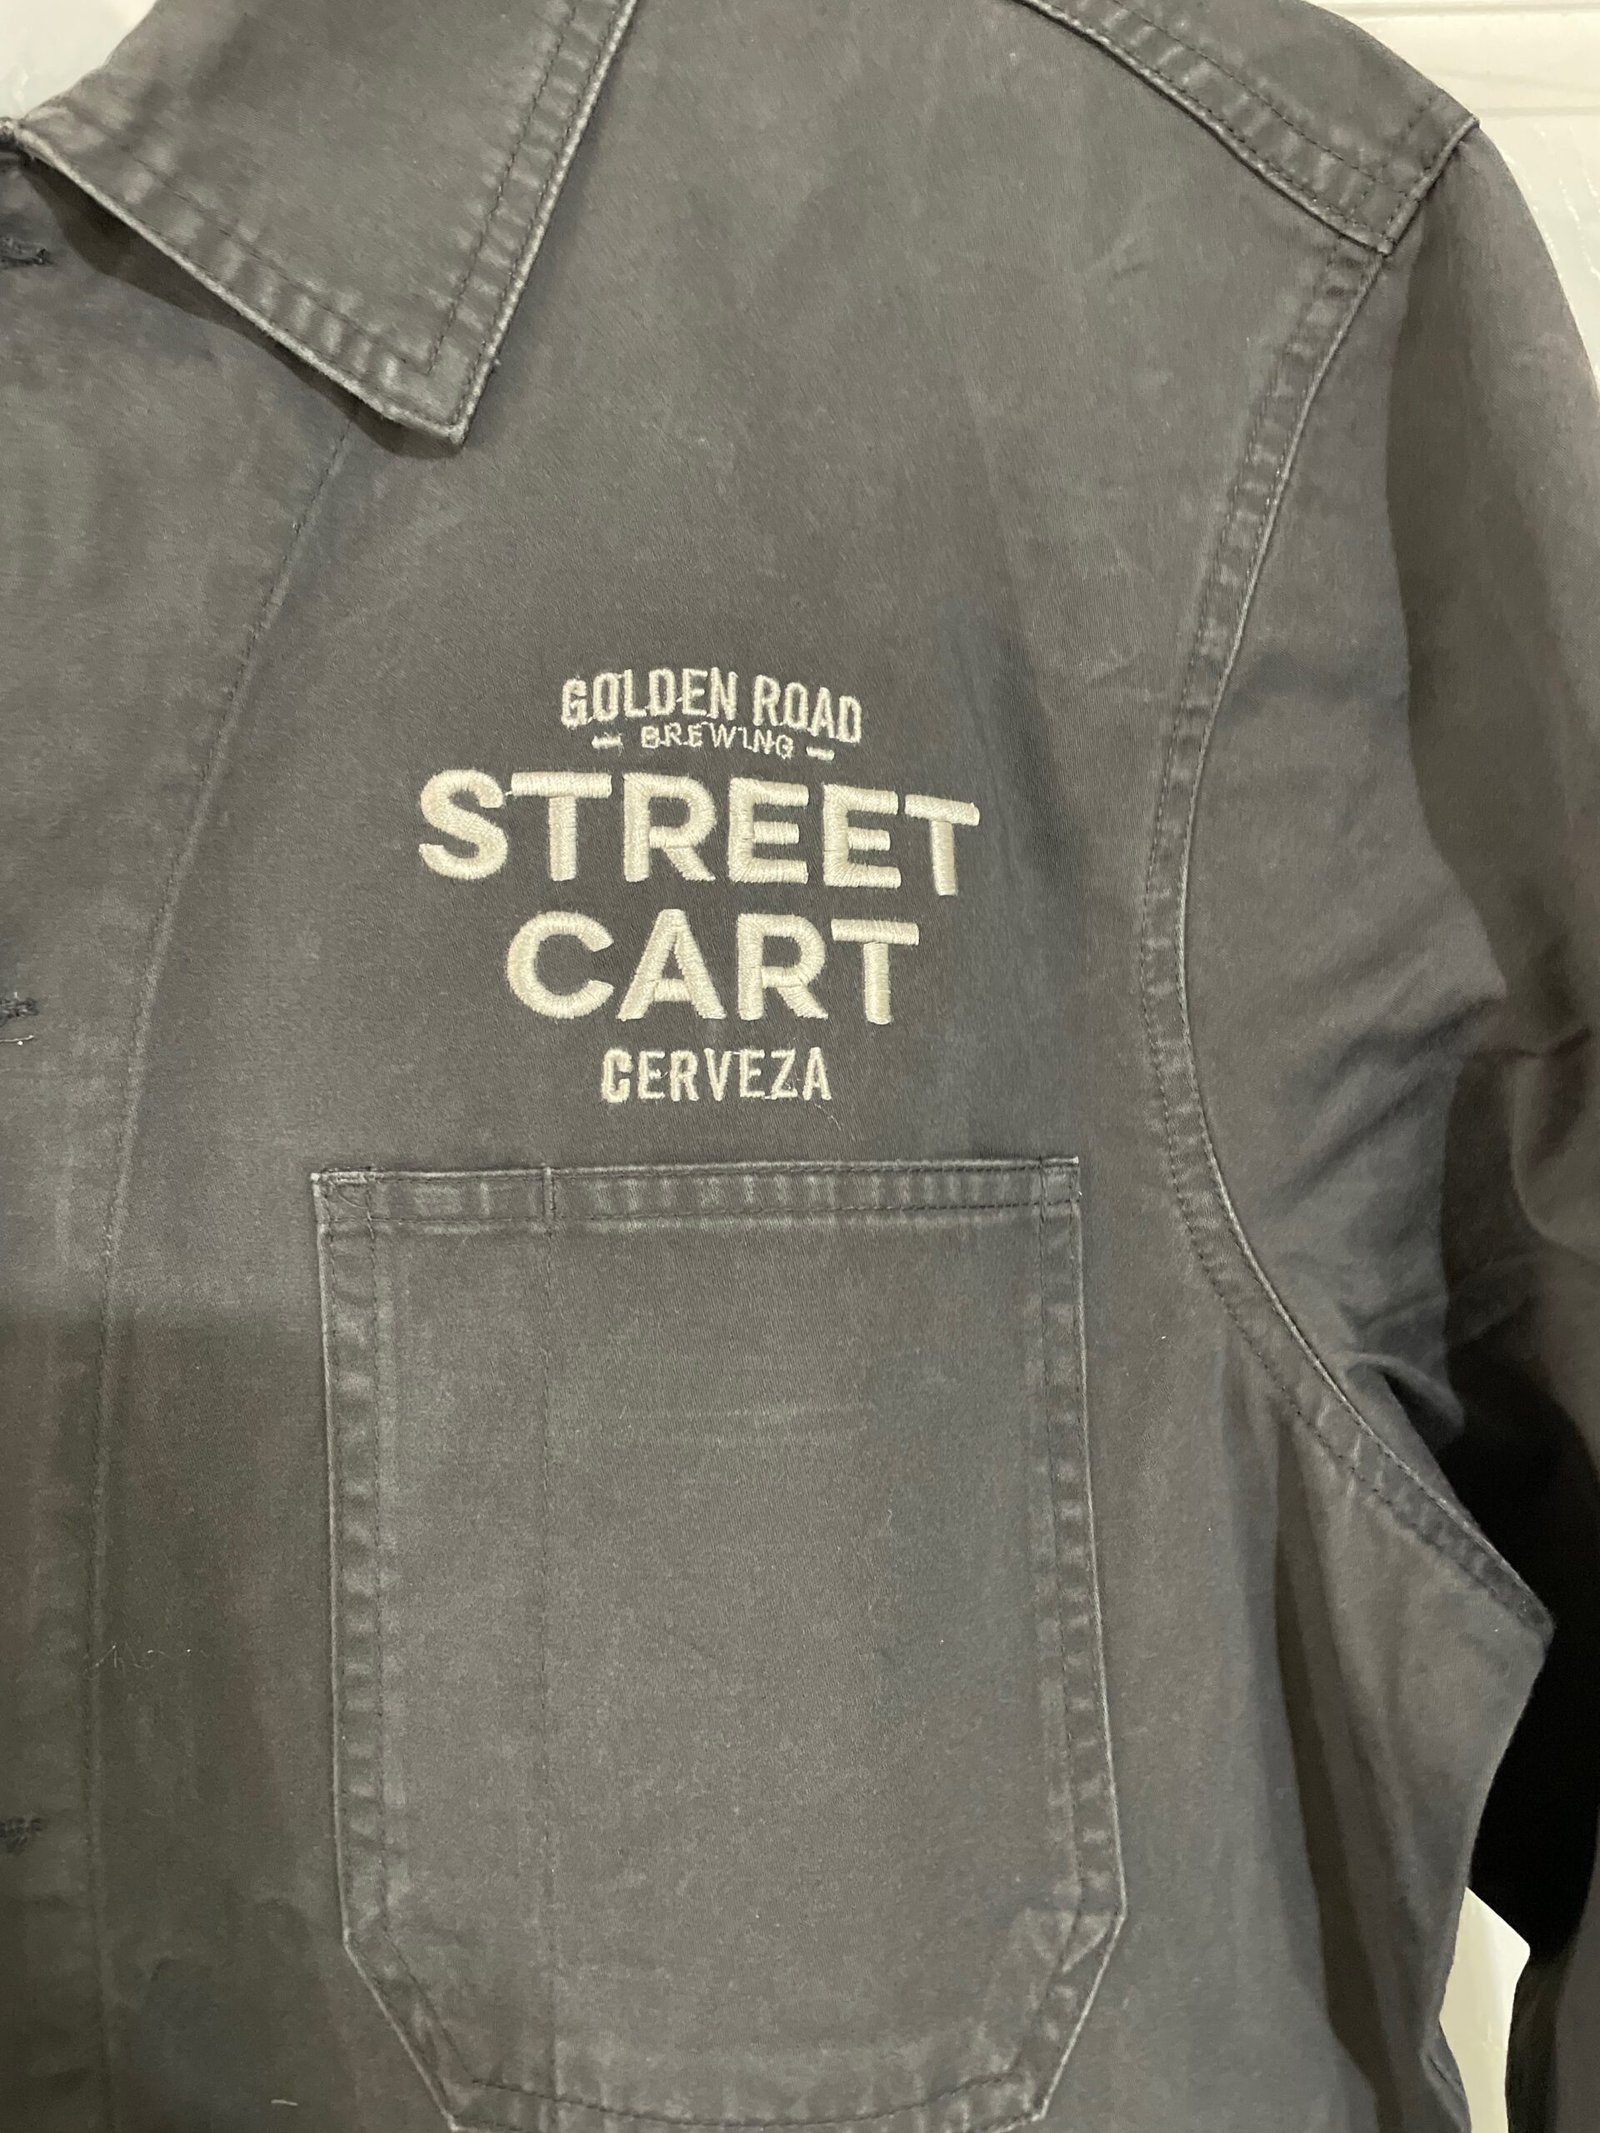 GOLDEN ROAD
BREWING
STREET
CART
CERVEZA